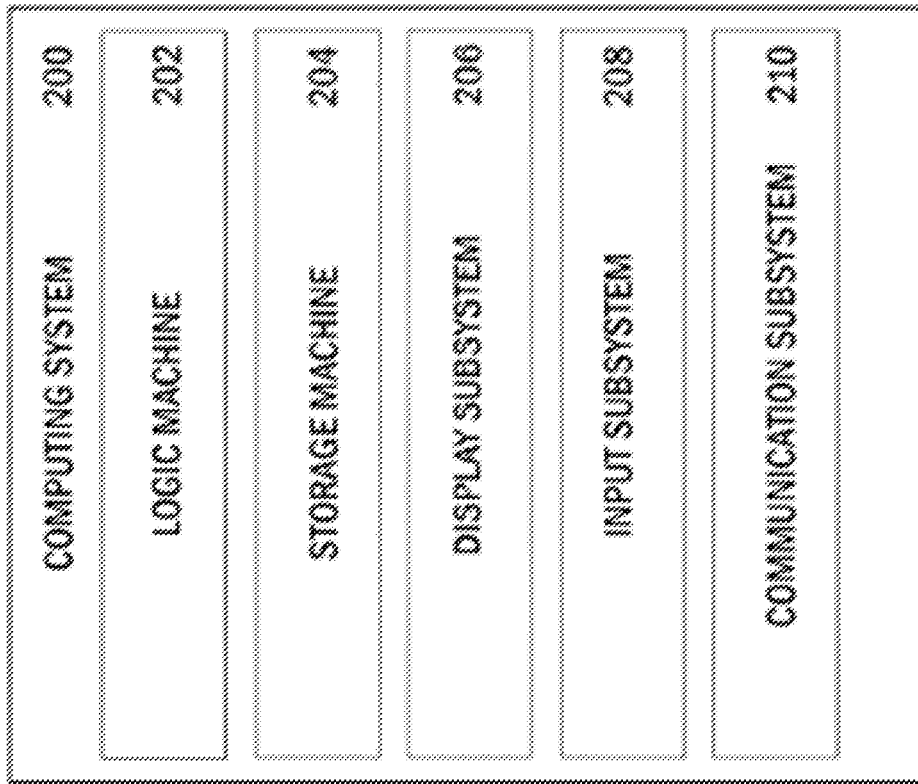 COMPUTING SYSTEM 200
LOGIC MACHINE 202
STORAGE MACHINE 204
DISPLAY SUBSYSTEM 206
INPUT SUBSYSTEM 208
COMMUNICATION SUBSYSTEM 210